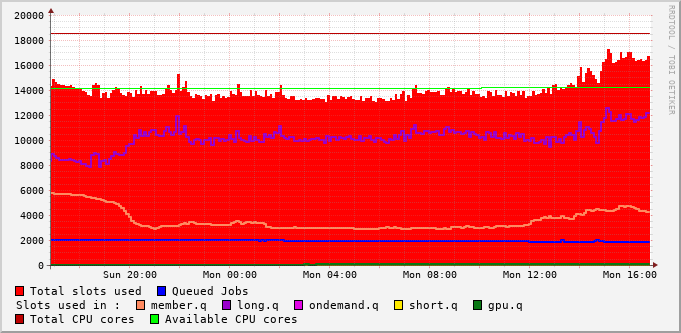 RRDTOOL / TOBI OETIKER
20000
18000
16000
14000
12000
10000
8000
6000
4000
2000
0
Sun 20:00 Mon 00:00 Mon 04:00 Mon 08:00 Mon 12:00 Mon 16:00
Total slots used Queued Jobs
Slots used in : member.q long.q ondemand.q short.q gpu.q
Total CPU cores Available CPU cores